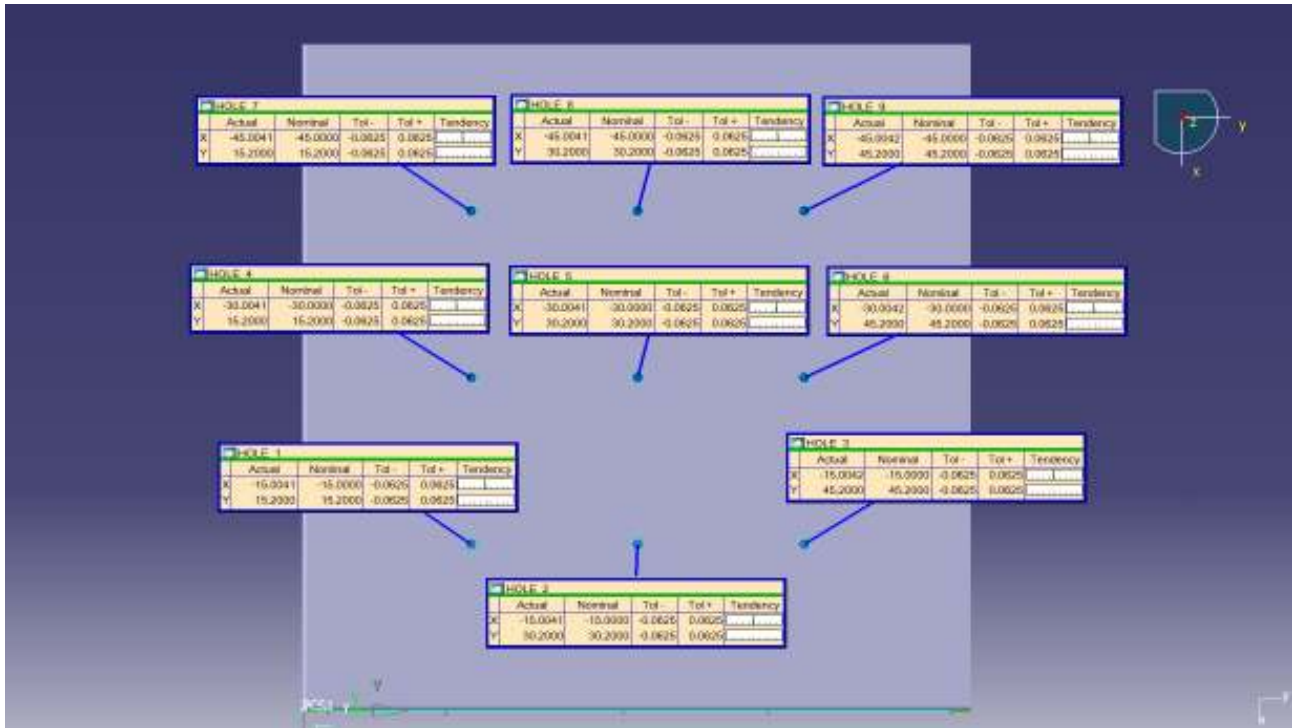 HOLE 7
Actual Nominal Tol - Tol + Tendency
X -45.0041 -45.0000 -0.0625 0.0625
Y 15.2000 15.2000 -0.0625 0.0625
HOLE 8
Actual Nominal Tol - Tol + Tendency
X -45.0041 -45.0000 -0.0625 0.0625
Y 30.2000 30.2000 -0.0625 0.0625
HOLE 9
Actual Nominal Tol - Tol + Tendency
X -45.0042 -45.0000 -0.0625 0.0625
Y 45.2000 45.2000 -0.0625 0.0625
z
y
x
HOLE 4
Actual Nominal Tol - Tol + Tendency
X -30.0041 -30.0000 -0.0625 0.0625
Y 15.2000 15.2000 -0.0625 0.0625
HOLE 5
Actual Nominal Tol - Tol + Tendency
X -30.0041 -30.0000 -0.0625 0.0625
Y 30.2000 30.2000 -0.0625 0.0625
HOLE 6
Actual Nominal Tol - Tol + Tendency
X -30.0042 -30.0000 -0.0625 0.0625
Y 45.2000 45.2000 -0.0625 0.0625
HOLE 1
Actual Nominal Tol - Tol + Tendency
X -15.0041 -15.0000 -0.0625 0.0625
Y 15.2000 15.2000 -0.0625 0.0625
HOLE 3
Actual Nominal Tol - Tol + Tendency
X -15.0042 -15.0000 -0.0625 0.0625
Y 45.2000 45.2000 -0.0625 0.0625
HOLE 2
Actual Nominal Tol - Tol + Tendency
X -15.0041 -15.0000 -0.0625 0.0625
Y 30.2000 30.2000 -0.0625 0.0625